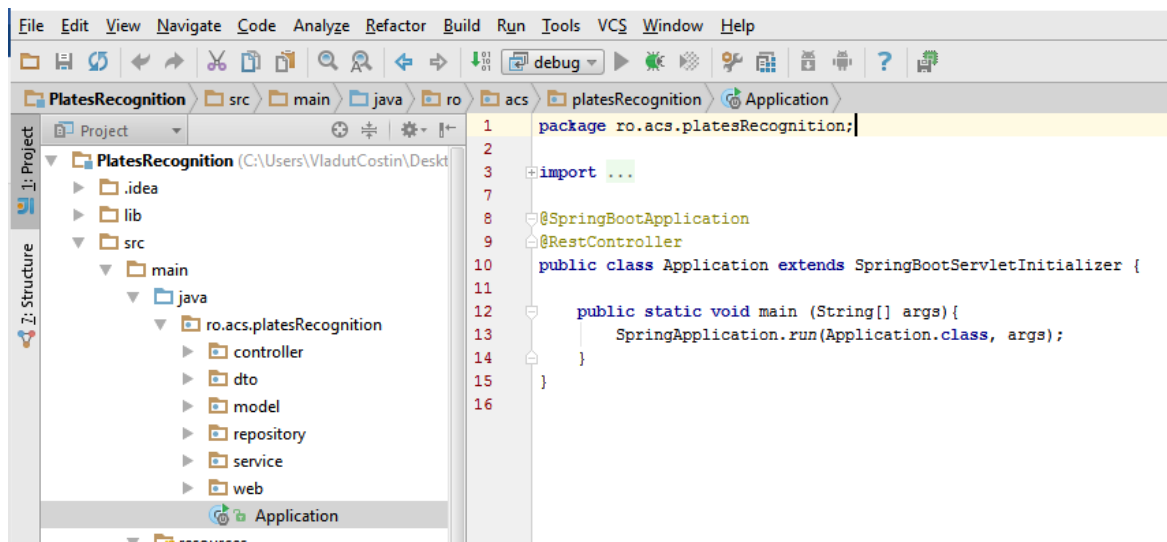 File Edit View Navigate Code Analyze Refactor Build Run Tools VCS Window Help
debug
PlatesRecognition src main java ro acs platesRecognition Application
1: Project
7: Structure
Project
PlatesRecognition (C:\Users\VladutCostin\Deskt
.idea
lib
src
main
java
ro.acs.platesRecognition
controller
dto
model
repository
service
web
Application
1 package ro.acs.platesRecognition;
2
3 import ...
7
8 @SpringBootApplication
9 @RestController
10 public class Application extends SpringBootServletInitializer {
11
12 public static void main (String[] args){
13 SpringApplication.run(Application.class, args);
14 }
15 }
16